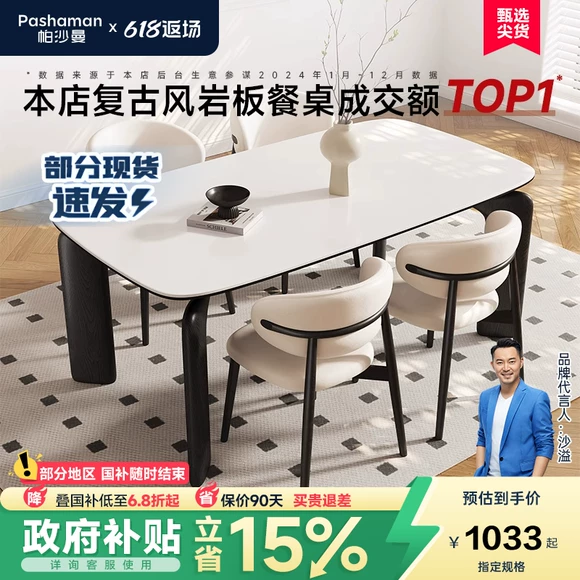 Pashaman
帕沙曼
x 618返场
甄选
尖货
*数据来源于本店后台生意参谋2024年1月-12月数据
本店复古风岩板餐桌成交额TOP1*
部分现货
速发
品牌代言人：沙溢
! 部分地区 国补随时结束
降 叠国补低至6.8折起 省 保价90天 买贵退差
政府补贴 立省 15%
详询客服使用
预估到手价
¥ 1033 起
指定规格